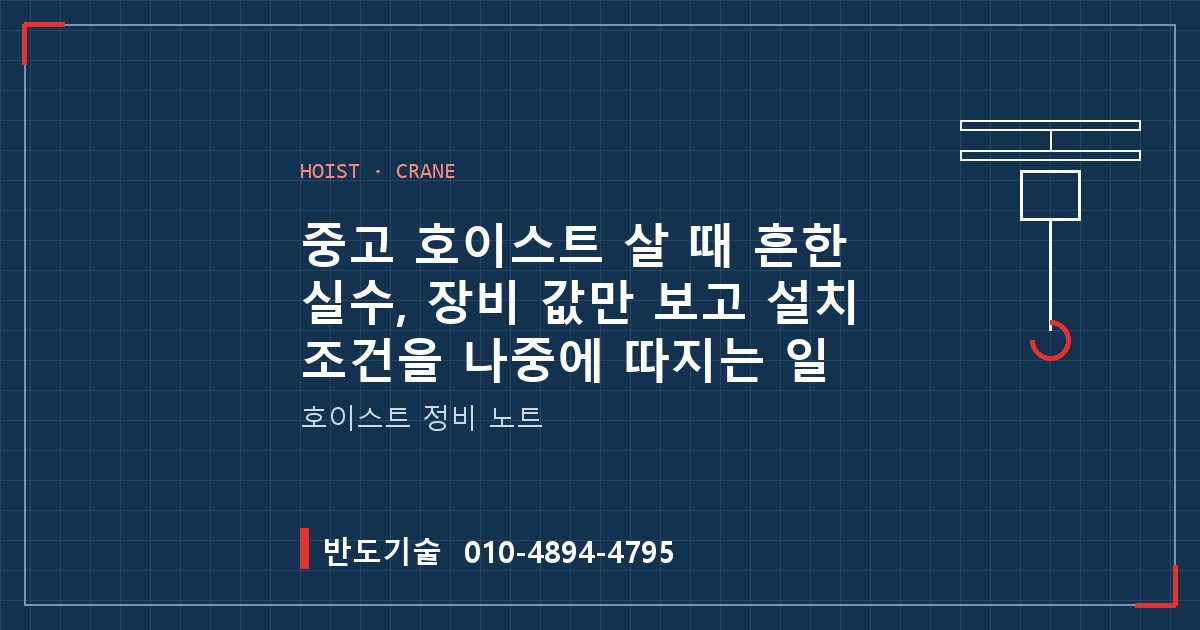 HOIST · CRANE
중고 호이스트 살 때 흔한
실수, 장비 값만 보고 설치
조건을 나중에 따지는 일
호이스트 정비 노트
반도기술 010-4894-4795